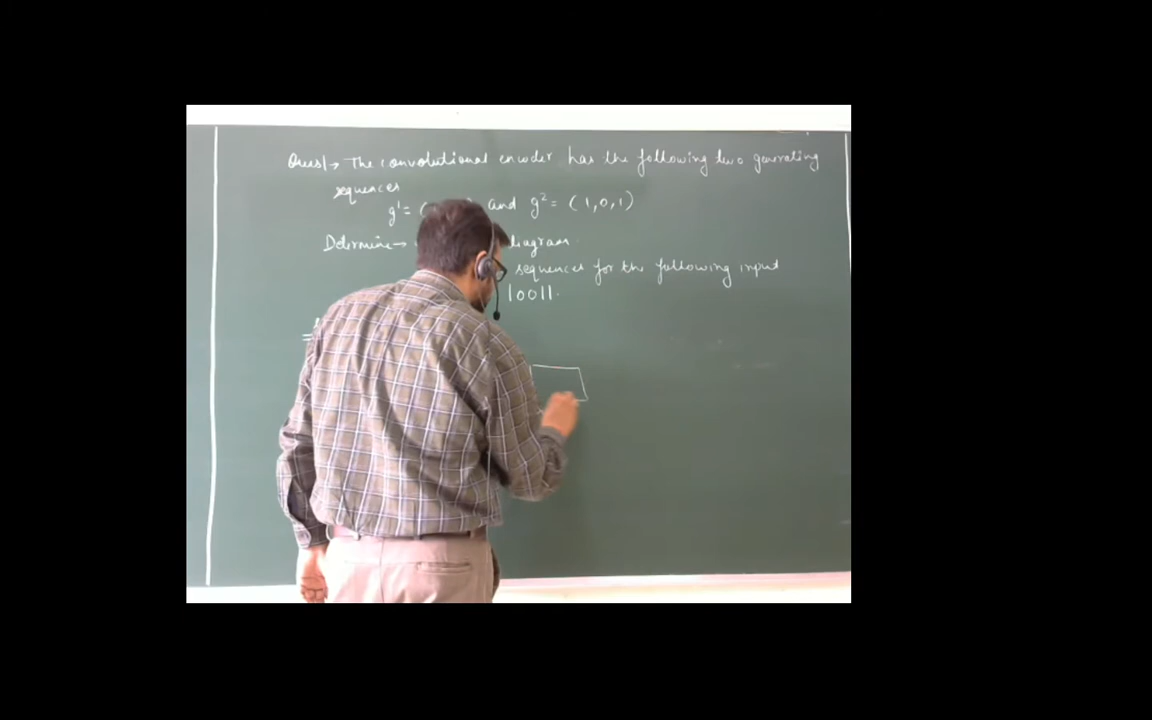 Ques1 → The convolutional encoder has the following two generating
sequences
g¹ = ( and g² = (1,0,1)
Determine → diagram.
sequences for the following input
10011.